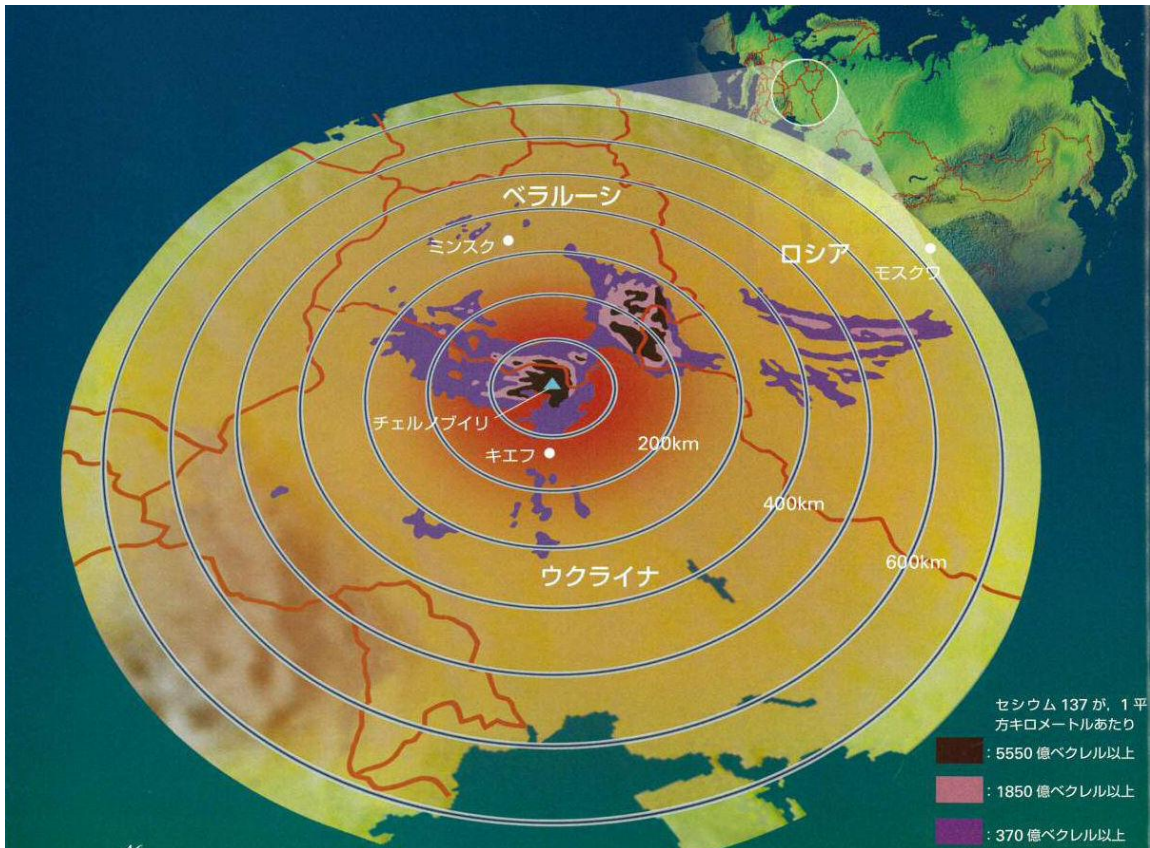 ベラルーシ
ミンスク
ロシア
モスクワ
チェルノブイリ
キエフ
200km
400km
ウクライナ
600km
セシウム 137 が，1平
方キロメートルあたり
：5550 億ベクレル以上
：1850 億ベクレル以上
：370 億ベクレル以上